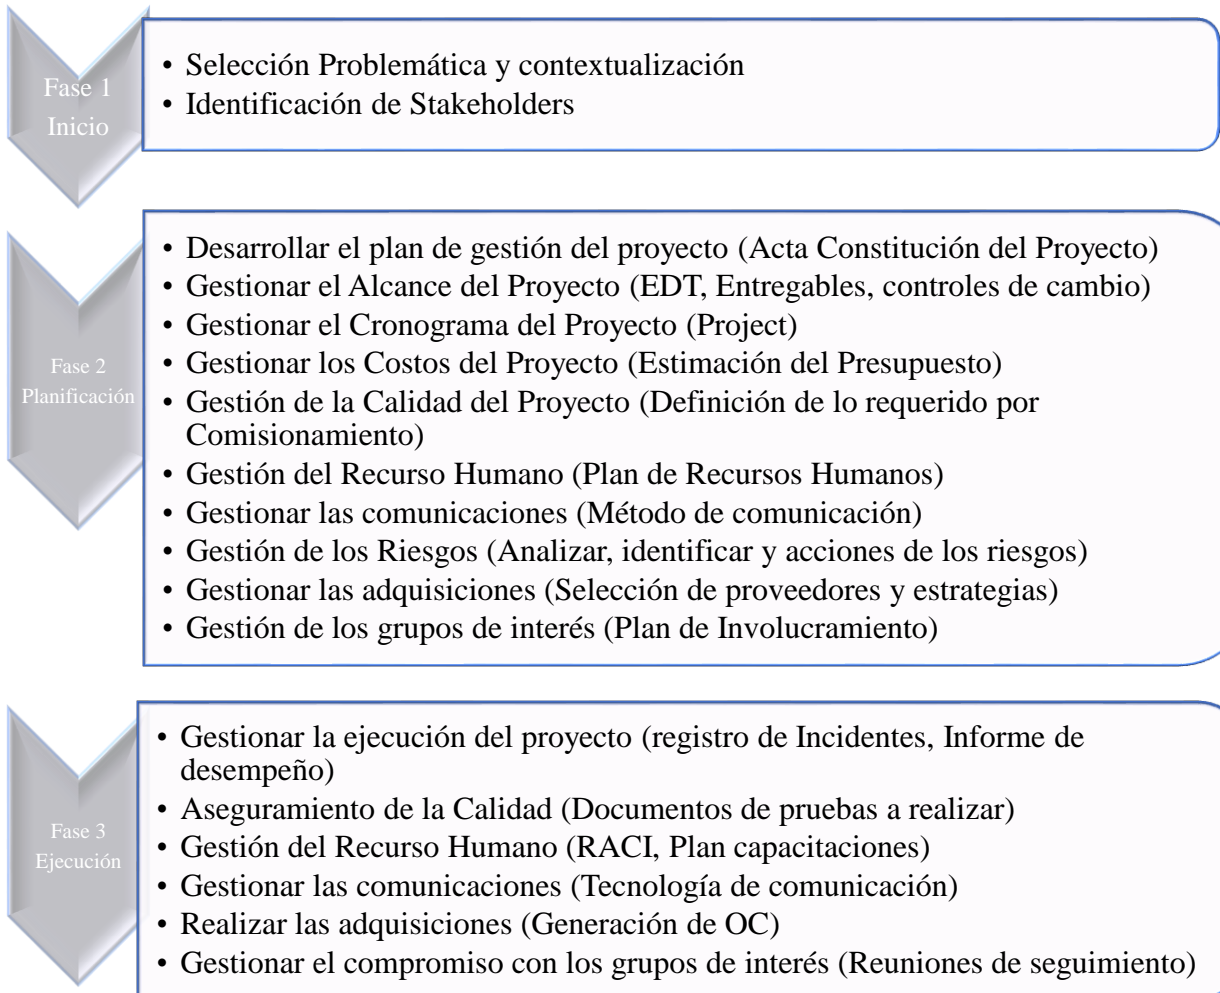 Fase 1
Inicio
• Selección Problemática y contextualización
• Identificación de Stakeholders
Fase 2
Planificación
• Desarrollar el plan de gestión del proyecto (Acta Constitución del Proyecto)
• Gestionar el Alcance del Proyecto (EDT, Entregables, controles de cambio)
• Gestionar el Cronograma del Proyecto (Project)
• Gestionar los Costos del Proyecto (Estimación del Presupuesto)
• Gestión de la Calidad del Proyecto (Definición de lo requerido por
Comisionamiento)
• Gestión del Recurso Humano (Plan de Recursos Humanos)
• Gestionar las comunicaciones (Método de comunicación)
• Gestión de los Riesgos (Analizar, identificar y acciones de los riesgos)
• Gestionar las adquisiciones (Selección de proveedores y estrategias)
• Gestión de los grupos de interés (Plan de Involucramiento)
Fase 3
Ejecución
• Gestionar la ejecución del proyecto (registro de Incidentes, Informe de
desempeño)
• Aseguramiento de la Calidad (Documentos de pruebas a realizar)
• Gestión del Recurso Humano (RACI, Plan capacitaciones)
• Gestionar las comunicaciones (Tecnología de comunicación)
• Realizar las adquisiciones (Generación de OC)
• Gestionar el compromiso con los grupos de interés (Reuniones de seguimiento)